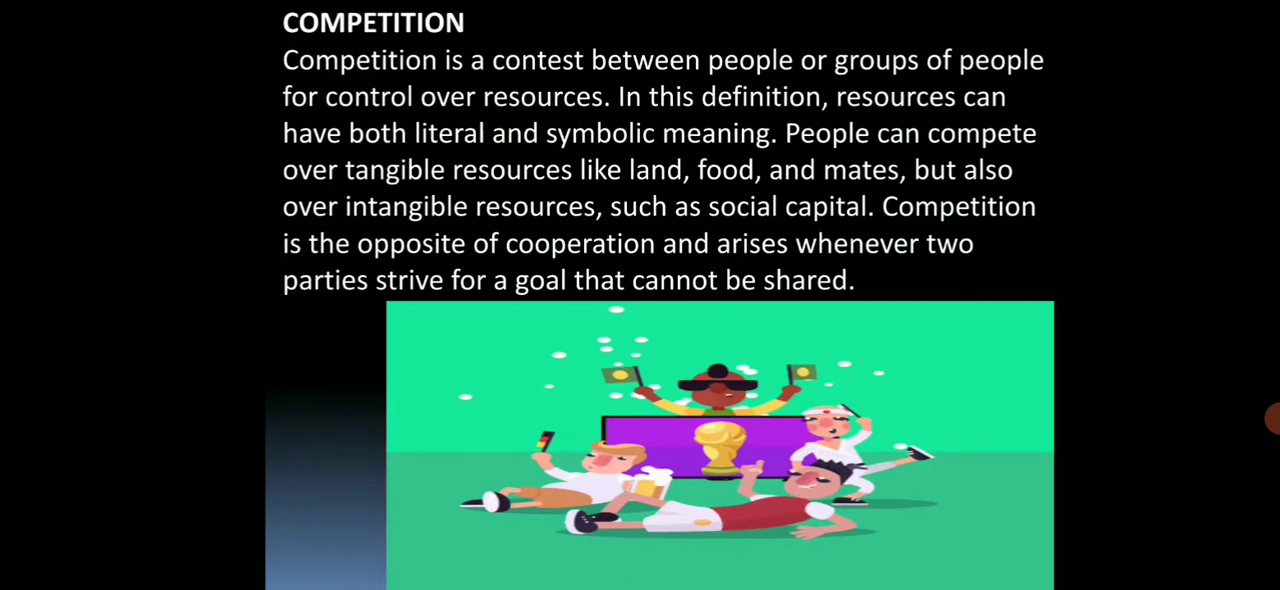 COMPETITION
Competition is a contest between people or groups of people
for control over resources. In this definition, resources can
have both literal and symbolic meaning. People can compete
over tangible resources like land, food, and mates, but also
over intangible resources, such as social capital. Competition
is the opposite of cooperation and arises whenever two
parties strive for a goal that cannot be shared.